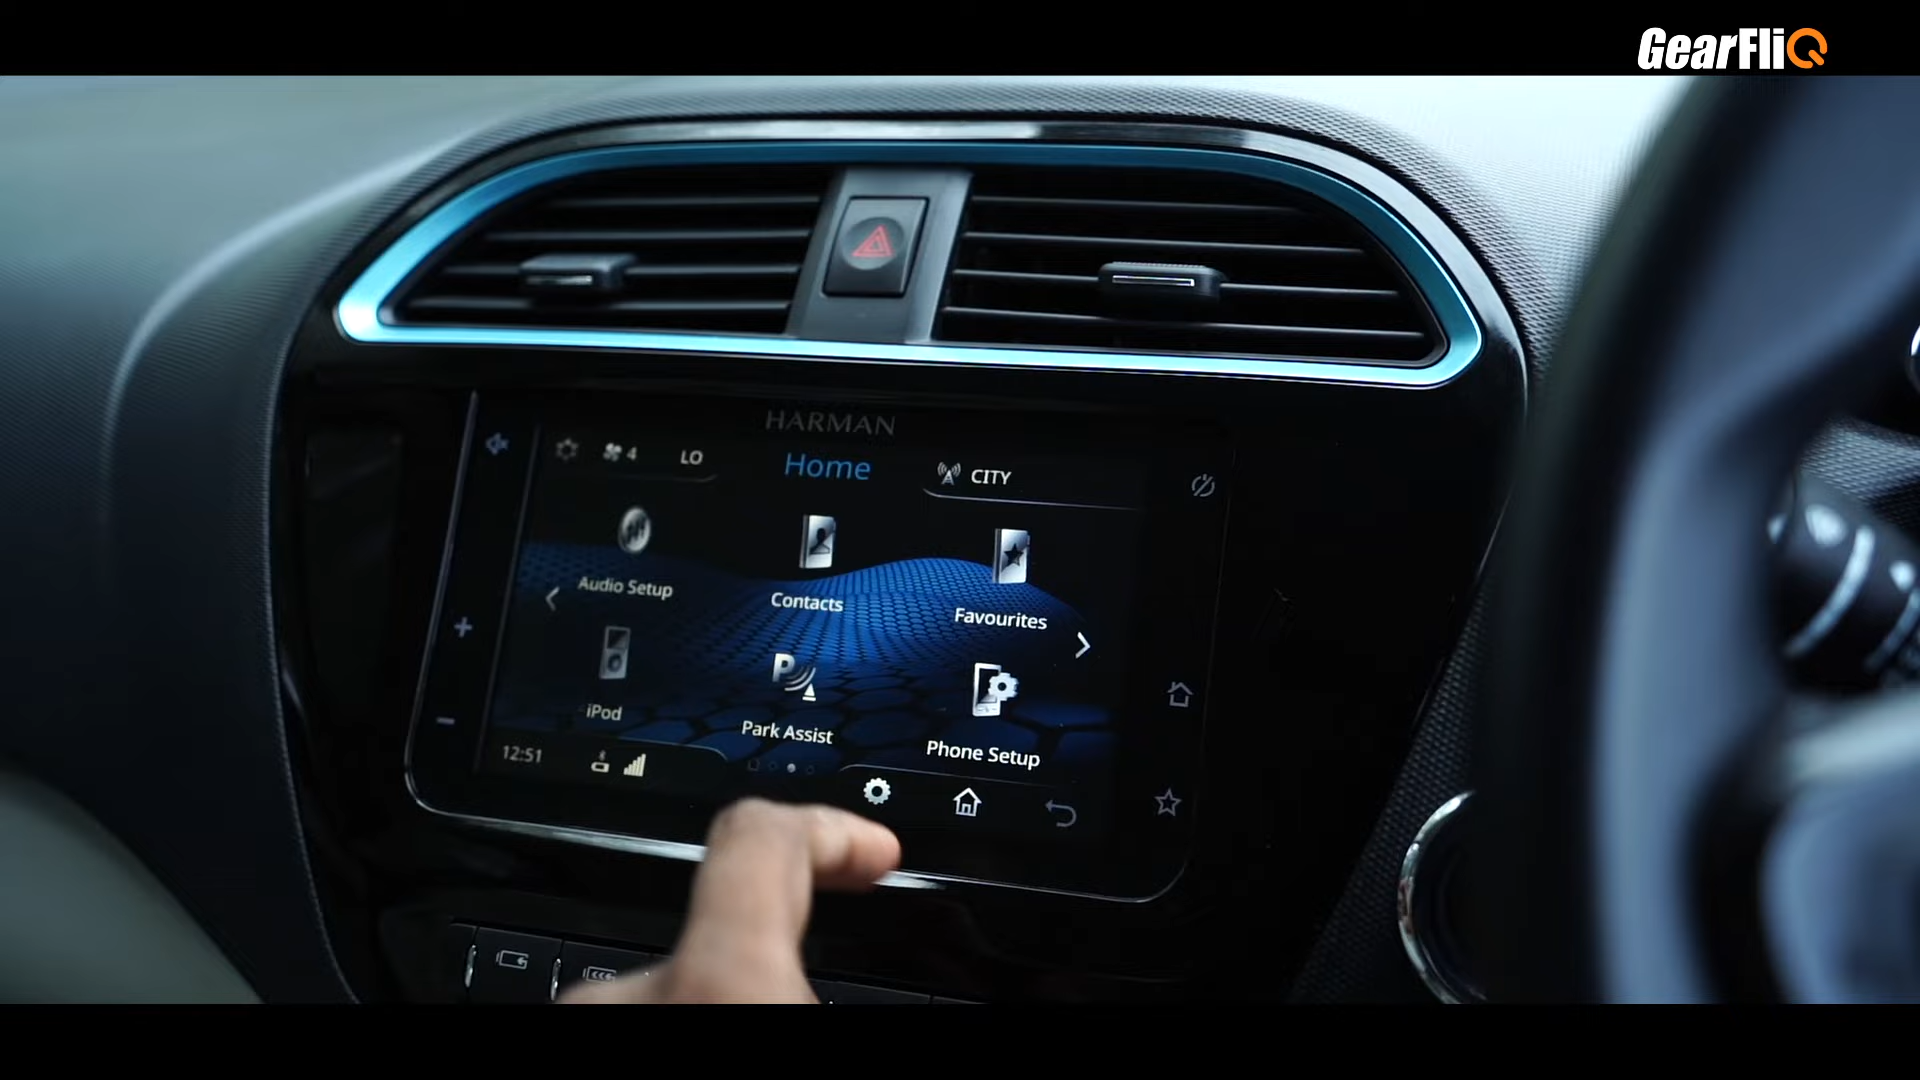 GearFliQ
HARMAN
4 LO Home CITY
Audio Setup Contacts Favourites
iPod Park Assist Phone Setup
12:51